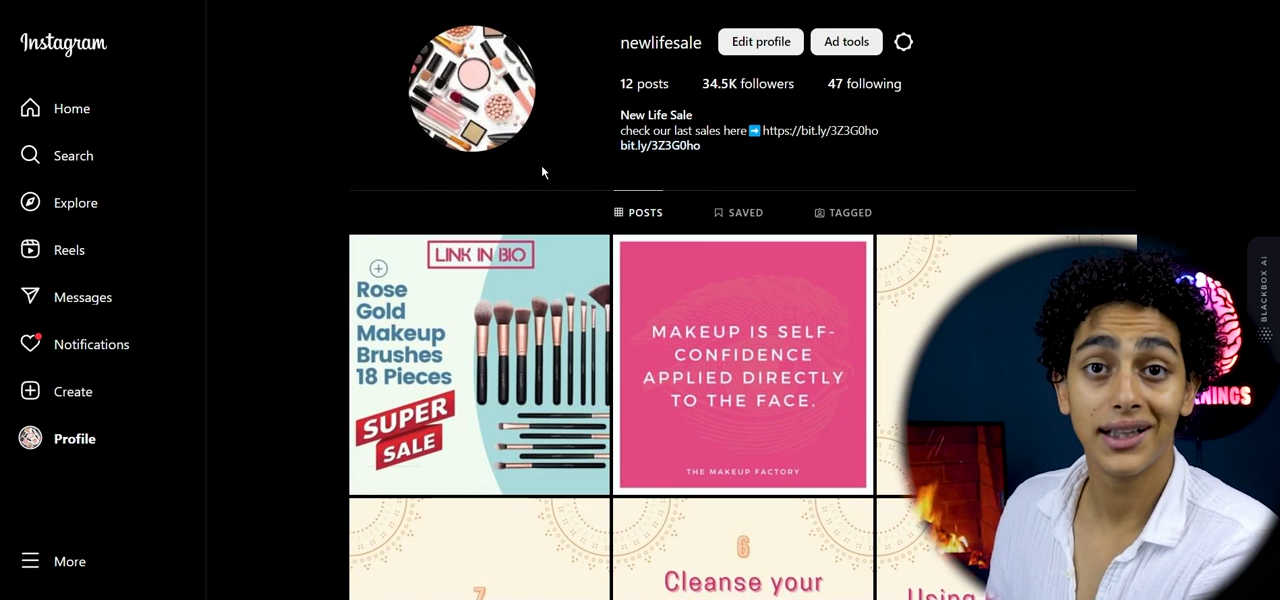 Instagram
Home
Search
Explore
Reels
Messages
Notifications
Create
Profile
More
newlifesale
Edit profile
Ad tools
12 posts
34.5K followers
47 following
New Life Sale
check our last sales here➡️https://bit.ly/3Z3G0ho
bit.ly/3Z3G0ho
POSTS
SAVED
TAGGED
LINK IN BIO
Rose
Gold
Makeup
Brushes
18 Pieces
SUPER
SALE
MAKEUP IS SELF-
CONFIDENCE
APPLIED DIRECTLY
TO THE FACE.
THE MAKEUP FACTORY
6
Cleanse your
7
Using
BLACKBOX AI